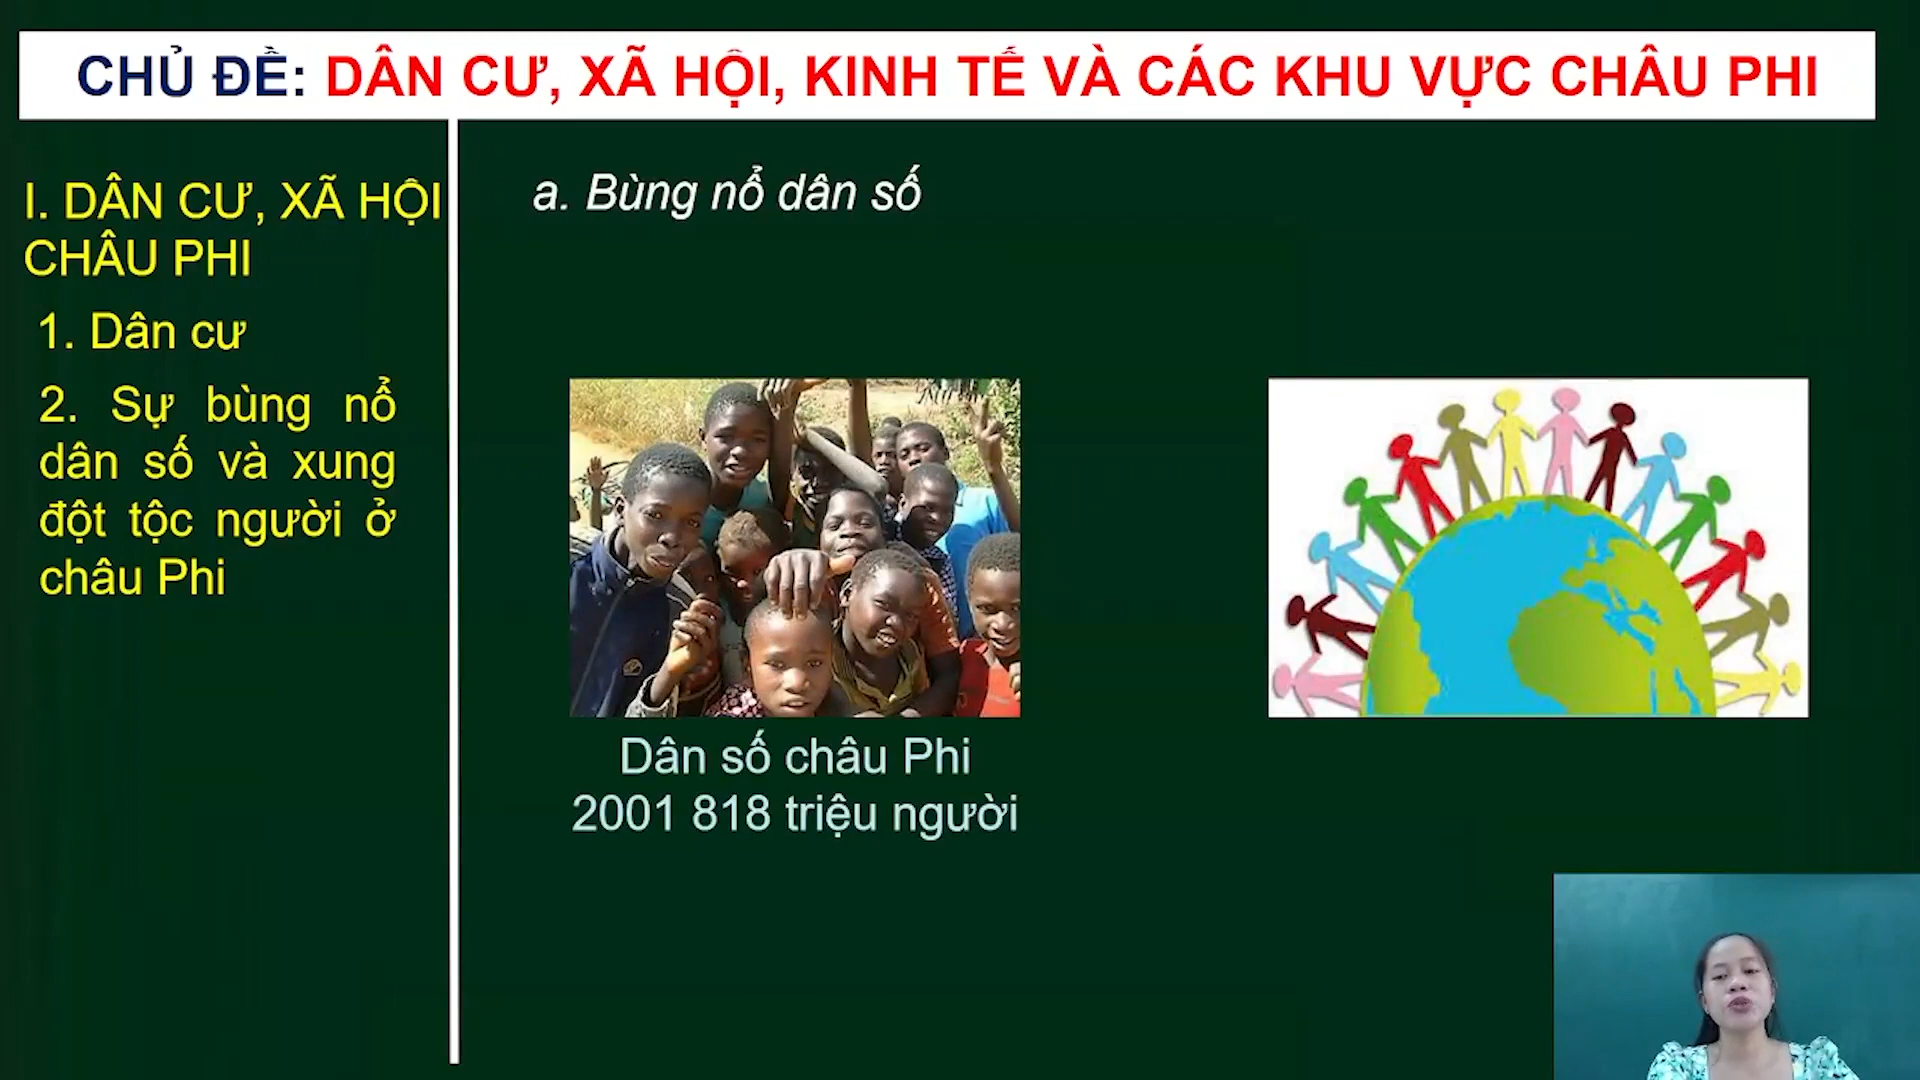 CHỦ ĐỀ: DÂN CƯ, XÃ HỘI, KINH TẾ VÀ CÁC KHU VỰC CHÂU PHI
I. DÂN CƯ, XÃ HỘI
CHÂU PHI
1. Dân cư
2. Sự bùng nổ
dân số và xung
đột tộc người ở
châu Phi
a. Bùng nổ dân số
Dân số châu Phi
2001 818 triệu người